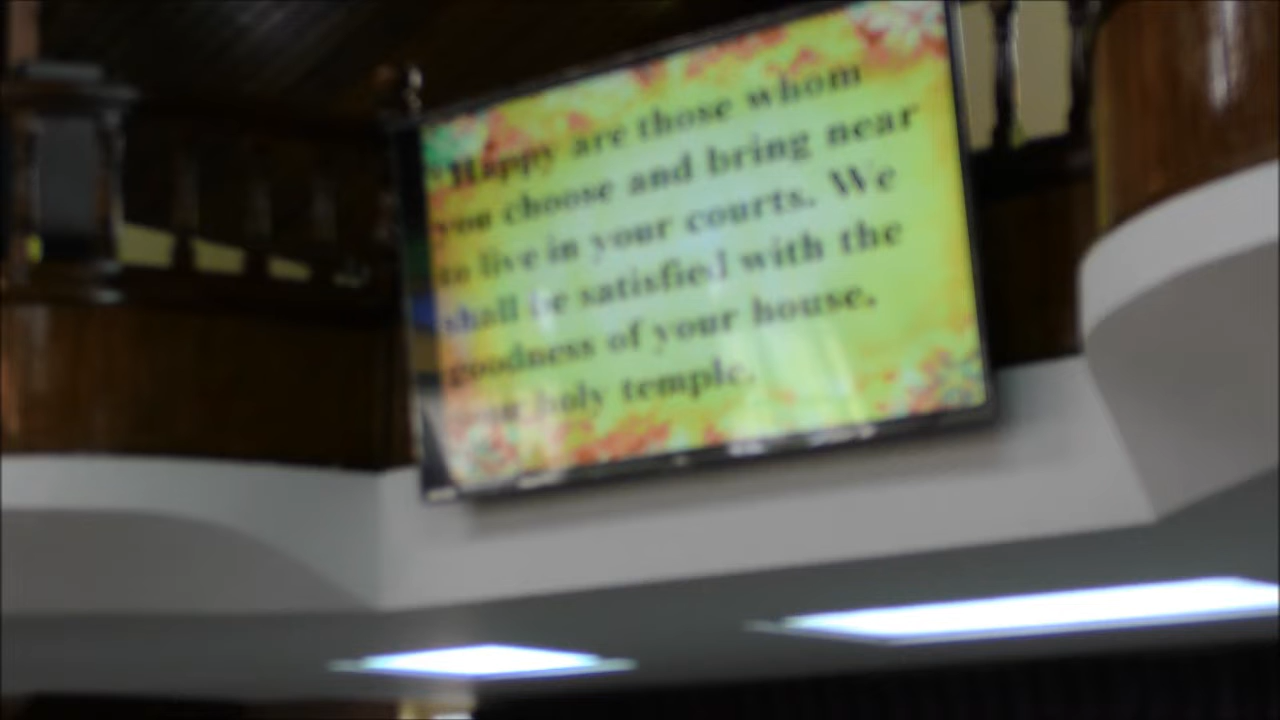 "Happy are those whom
you choose and bring near
to live in your courts. We
shall be satisfied with the
goodness of your house,
your holy temple.